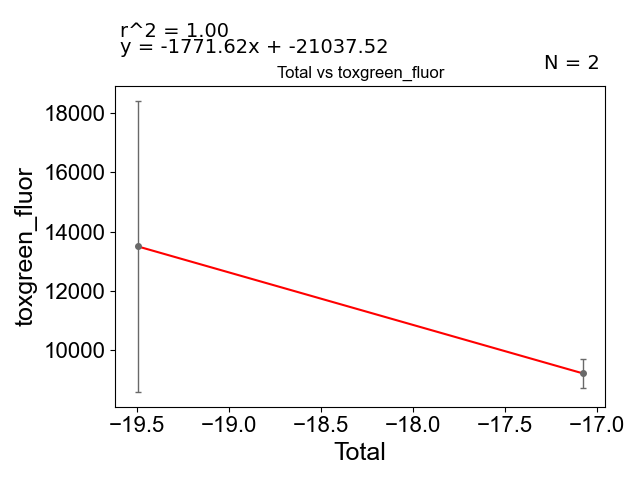 r^2 = 1.00
y = -1771.62x + -21037.52
N = 2
Total vs toxgreen_fluor
toxgreen_fluor
18000
16000
14000
12000
10000
−19.5 −19.0 −18.5 −18.0 −17.5 −17.0
Total